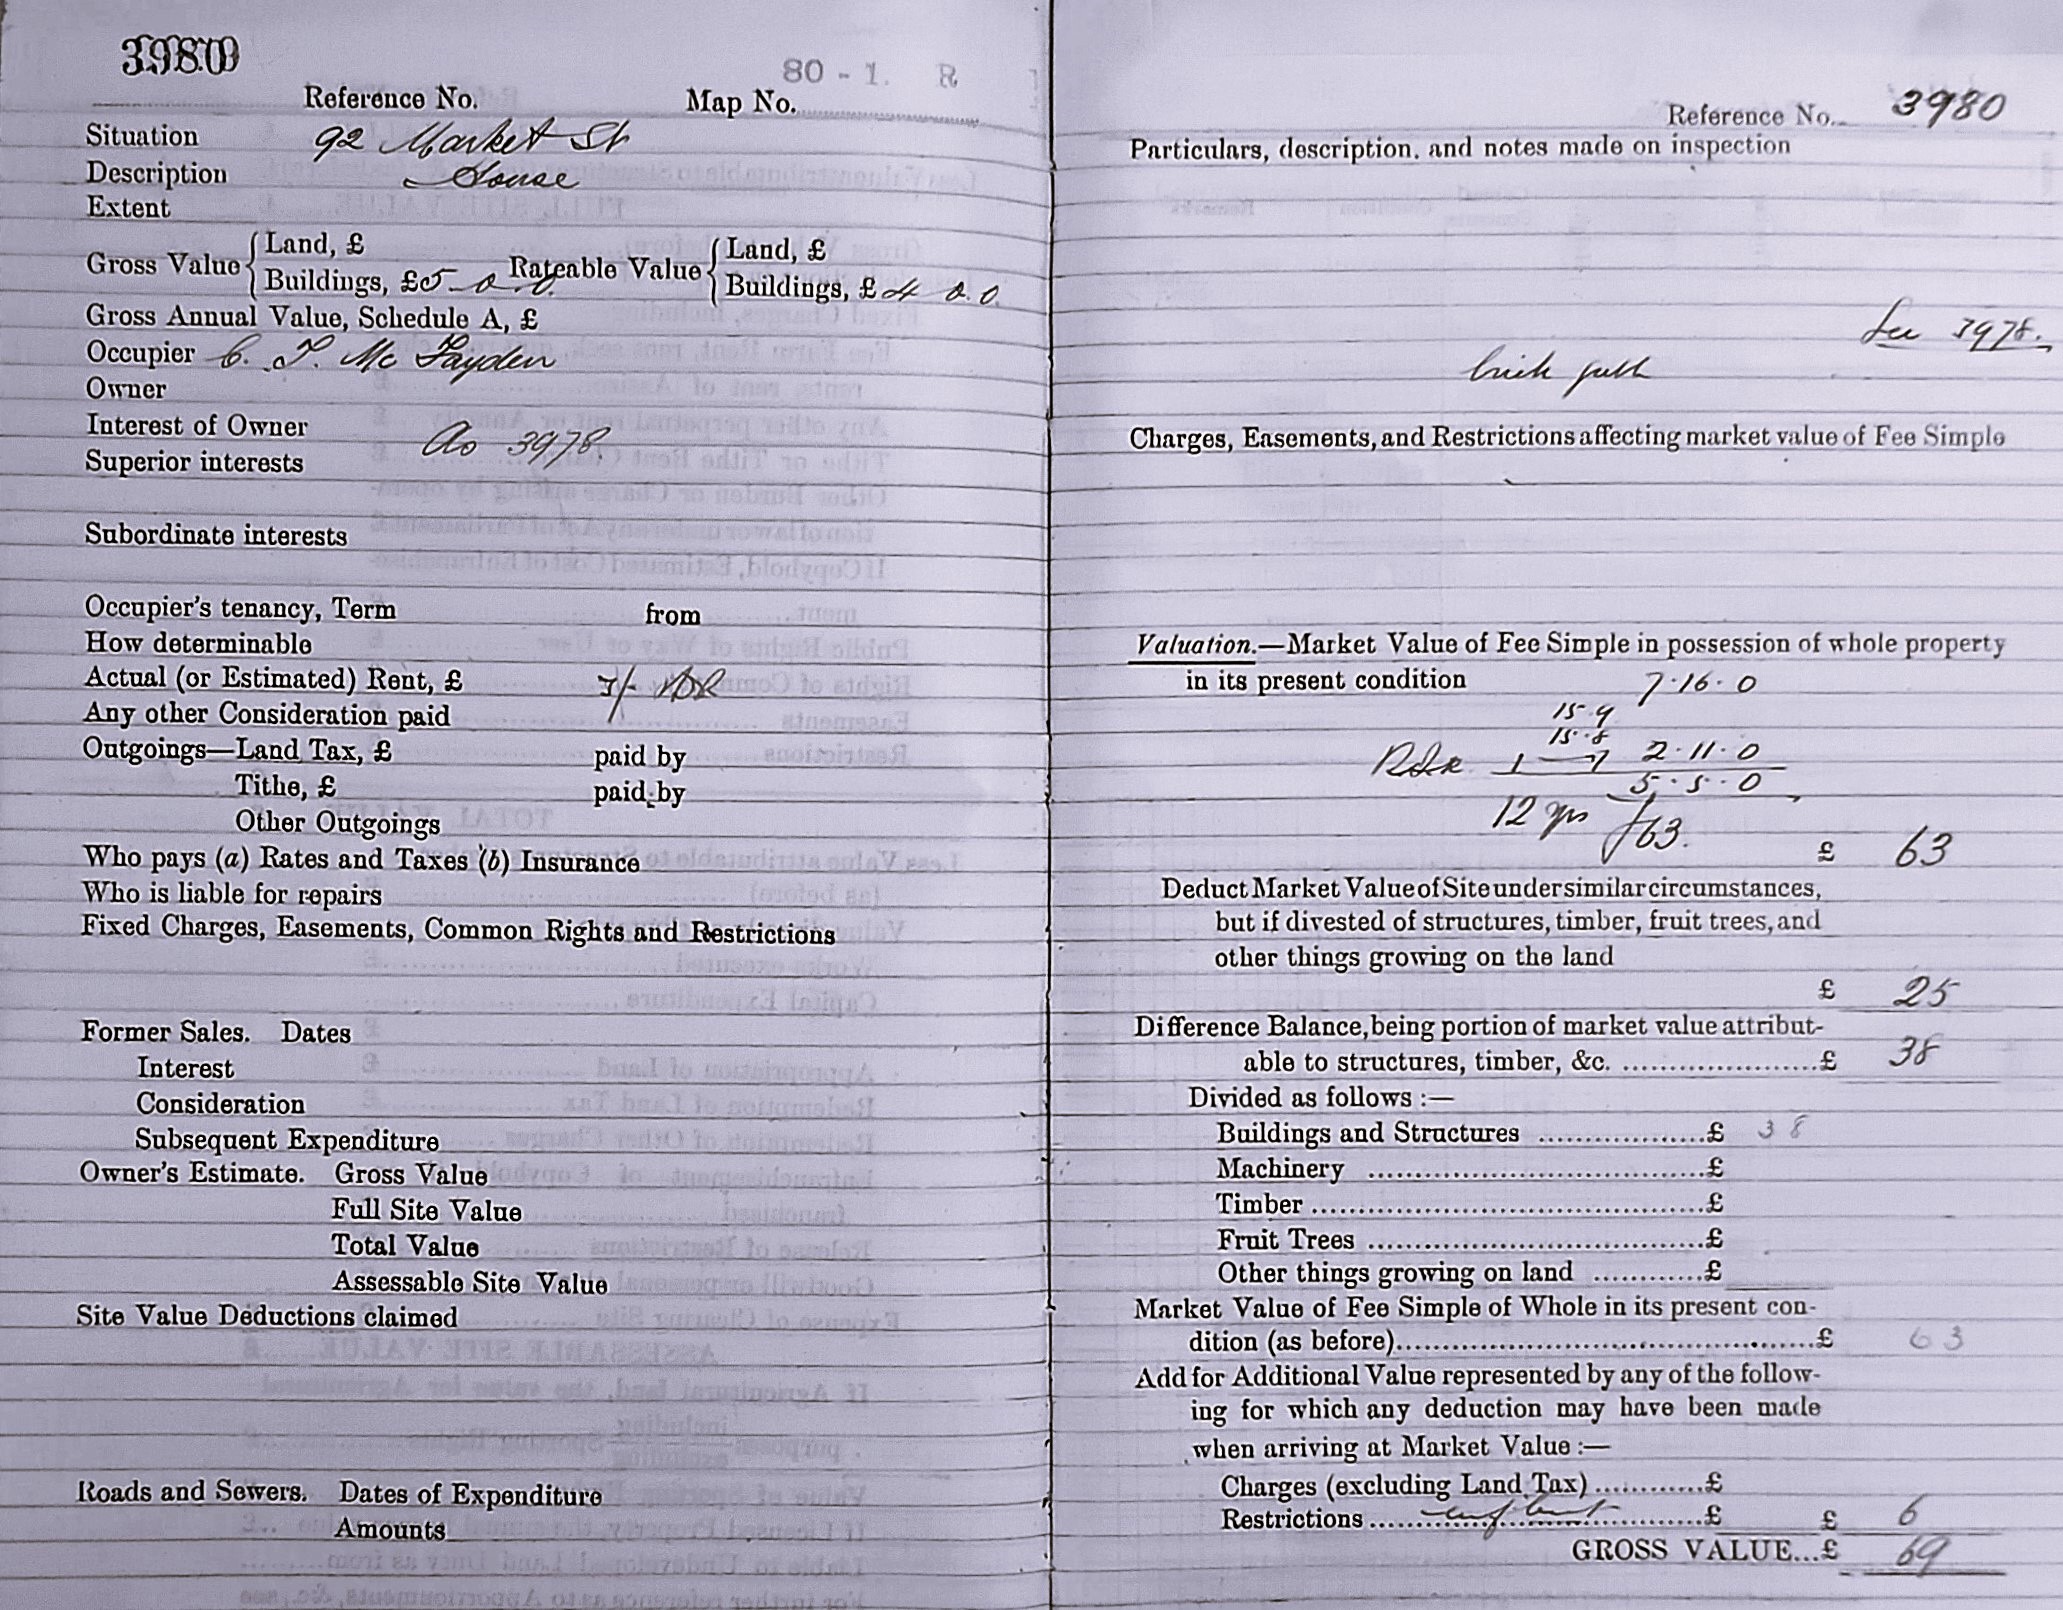 3980
80 - 1. R
Reference No. Map No.
Situation 92 Market St
Description House
Extent
Gross Value { Land, £ Rateable Value { Land, £
Buildings, £ 5. 0. 0. Buildings, £ 4 0. 0.
Gross Annual Value, Schedule A, £
Occupier C. T. Mc Fayden
Owner
Interest of Owner
As 3978.
Superior interests
Subordinate interests
Occupier's tenancy, Term from
How determinable
Actual (or Estimated) Rent, £
Any other Consideration paid
Outgoings—Land Tax, £ paid by
Tithe, £ paid by
Other Outgoings
Who pays (a) Rates and Taxes (b) Insurance
Who is liable for repairs
Fixed Charges, Easements, Common Rights and Restrictions
Former Sales. Dates
Interest
Consideration
Subsequent Expenditure
Owner's Estimate. Gross Value
Full Site Value
Total Value
Assessable Site Value
Site Value Deductions claimed
Roads and Sewers. Dates of Expenditure
Amounts
Reference No. 3980
Particulars, description, and notes made on inspection
See 3978.
brick
Charges, Easements, and Restrictions affecting market value of Fee Simple
Valuation.—Market Value of Fee Simple in possession of whole property
in its present condition 7. 16. 0
15. 9
15. 8
1 — 7 2. 11. 0
5. 5. 0
12 yrs £63.
£ 63
Deduct Market Value of Site under similar circumstances,
but if divested of structures, timber, fruit trees, and
other things growing on the land
£ 25
Difference Balance, being portion of market value attribut-
able to structures, timber, &c. ..................... £ 38
Divided as follows :—
Buildings and Structures ................... £ 38
Machinery ..................................... £
Timber ........................................... £
Fruit Trees ..................................... £
Other things growing on land ............ £
Market Value of Fee Simple of Whole in its present con-
dition (as before)............................................. £ 63
Add for Additional Value represented by any of the follow-
ing for which any deduction may have been made
when arriving at Market Value :—
Charges (excluding Land Tax) ............ £
Restrictions ..................................... £ £ 6
GROSS VALUE... £ 69